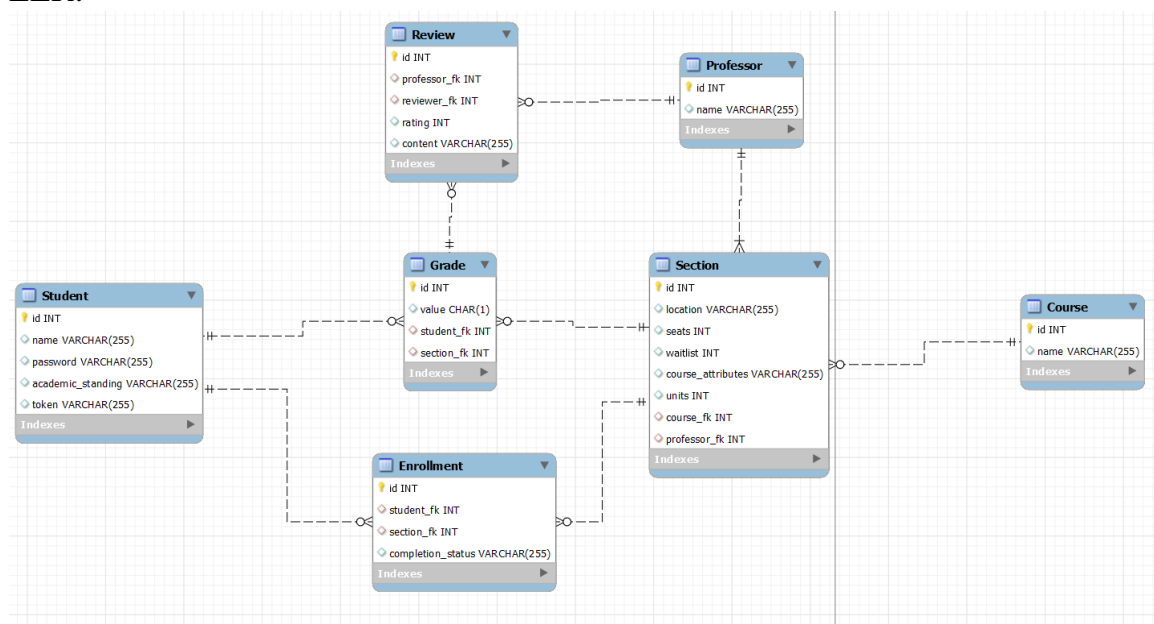 Review
id INT
professor_fk INT
reviewer_fk INT
rating INT
content VARCHAR(255)
Indexes
Professor
id INT
name VARCHAR(255)
Indexes
Grade
id INT
value CHAR(1)
student_fk INT
section_fk INT
Indexes
Section
id INT
location VARCHAR(255)
seats INT
waitlist INT
course_attributes VARCHAR(255)
units INT
course_fk INT
professor_fk INT
Indexes
Student
id INT
name VARCHAR(255)
password VARCHAR(255)
academic_standing VARCHAR(255)
token VARCHAR(255)
Indexes
Course
id INT
name VARCHAR(255)
Indexes
Enrollment
id INT
student_fk INT
section_fk INT
completion_status VARCHAR(255)
Indexes